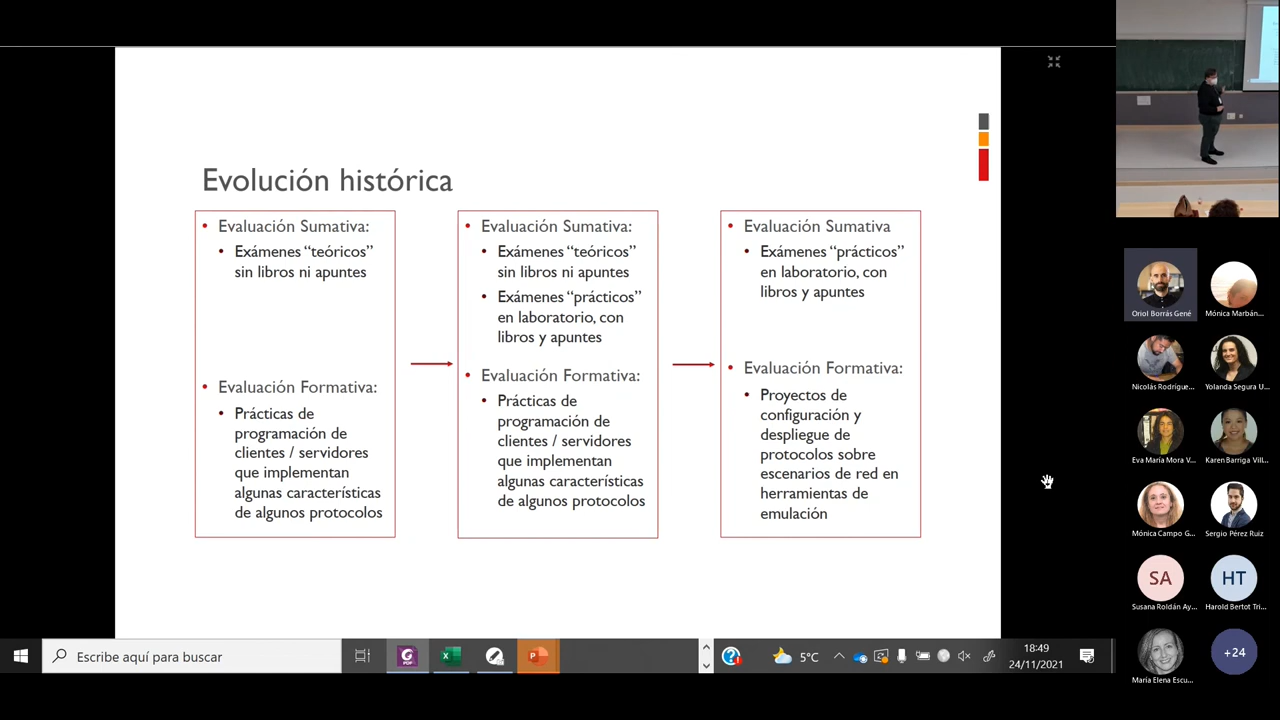 Evolución histórica
• Evaluación Sumativa:
• Exámenes “teóricos”
sin libros ni apuntes
• Evaluación Formativa:
• Prácticas de
programación de
clientes / servidores
que implementan
algunas características
de algunos protocolos
• Evaluación Sumativa:
• Exámenes “teóricos”
sin libros ni apuntes
• Exámenes “prácticos”
en laboratorio, con
libros y apuntes
• Evaluación Formativa:
• Prácticas de
programación de
clientes / servidores
que implementan
algunas características
de algunos protocolos
• Evaluación Sumativa
• Exámenes “prácticos”
en laboratorio, con
libros y apuntes
• Evaluación Formativa:
• Proyectos de
configuración y
despliegue de
protocolos sobre
escenarios de red en
herramientas de
emulación
Oriol Borrás Gené
Mónica Marbán...
Nicolás Rodrígue...
Yolanda Segura U...
Eva María Mora V...
Karen Barriga Vill...
Mónica Campo G...
Sergio Pérez Ruiz
SA
HT
Susana Roldán Ay...
Harold Bertot Tri...
María Elena Escu...
+24
Escribe aquí para buscar
PDF
5°C
18:49
24/11/2021